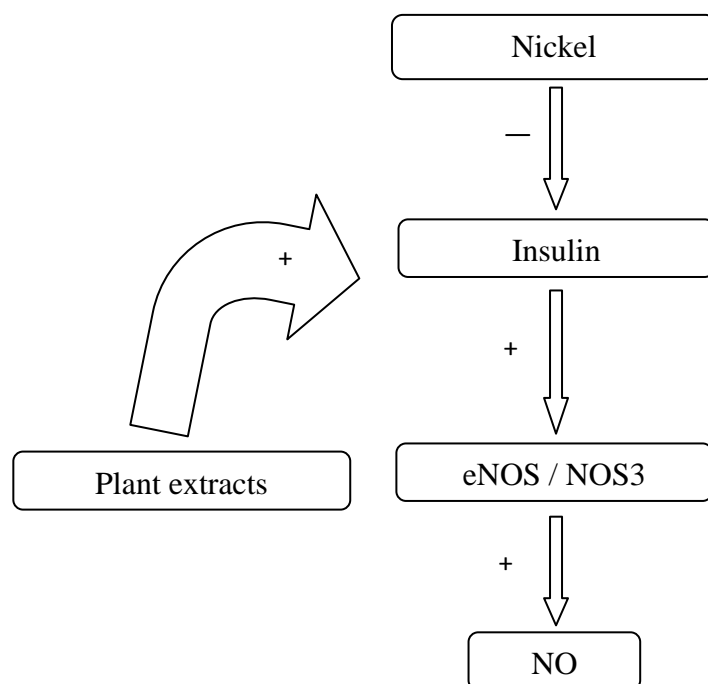 Nickel
—
Insulin
+
+
Plant extracts
eNOS / NOS3
+
NO